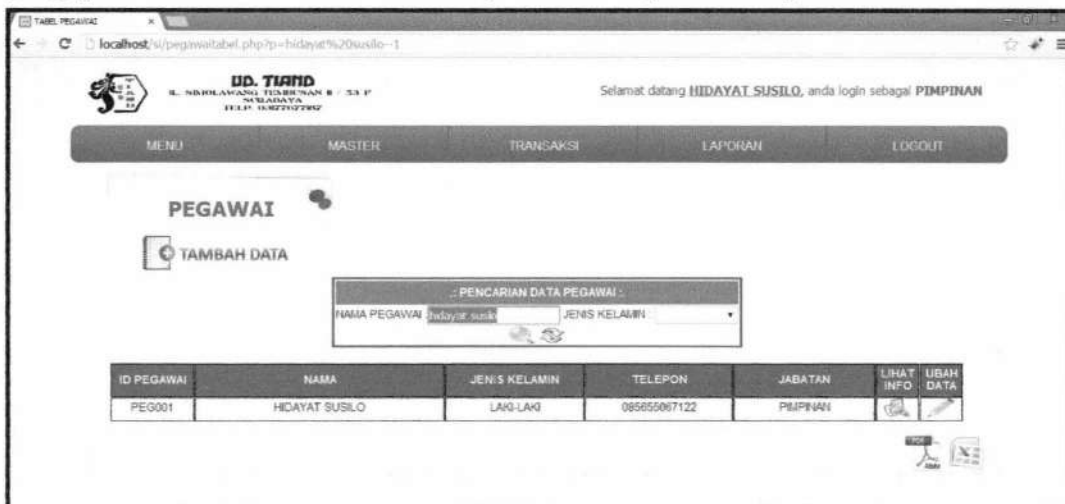 TABEL PEGAWAI
localhost/si/pegawaitabel.php?p=hidayat%20susilo--1
UD. TIAND
Selamat datang HIDAYAT SUSILO, anda login sebagai PIMPINAN
MENU MASTER TRANSAKSI LAPORAN LOGOUT
PEGAWAI
TAMBAH DATA
.: PENCARIAN DATA PEGAWAI :.
NAMA PEGAWAI : hidayat susilo JENIS KELAMIN :
ID PEGAWAI NAMA JENIS KELAMIN TELEPON JABATAN LIHAT INFO UBAH DATA
PEG001 HIDAYAT SUSILO LAKI-LAKI 085655067122 PIMPINAN
PDF